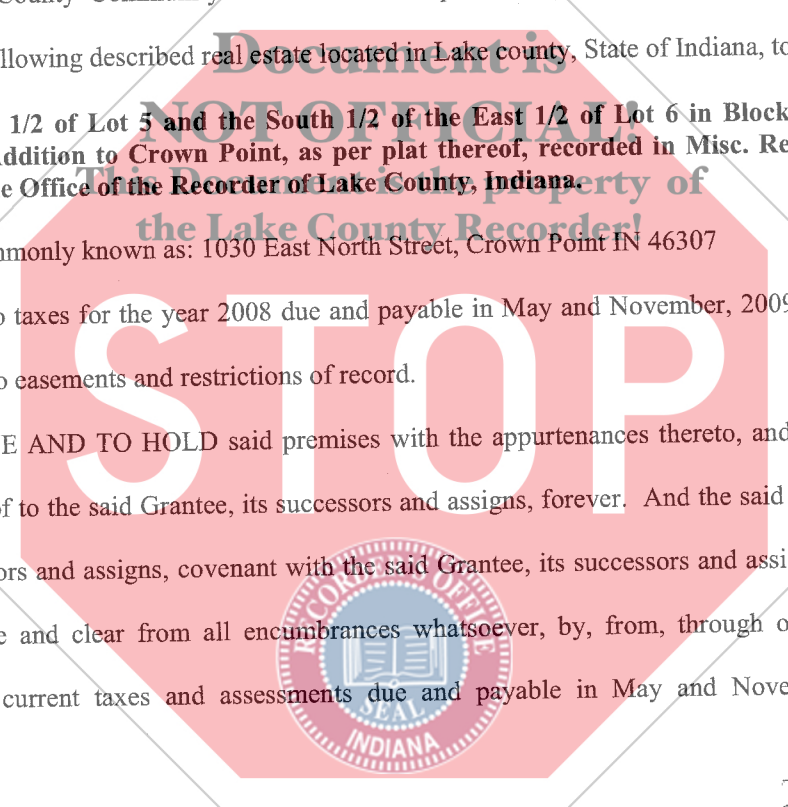 ollowing described real estate located in Lake county, State of Indiana, to
Document is
1/2 of Lot 5 and the South 1/2 of the East 1/2 of Lot 6 in Block
NOT OFFICIAL!
ddition to Crown Point, as per plat thereof, recorded in Misc. Re
e Office of the Recorder of Lake County, Indiana.
This Document is the property of
the Lake County Recorder!
mmonly known as: 1030 East North Street, Crown Point IN 46307
o taxes for the year 2008 due and payable in May and November, 2009
STOP
o easements and restrictions of record.
E AND TO HOLD said premises with the appurtenances thereto, and
of to the said Grantee, its successors and assigns, forever. And the said
ors and assigns, covenant with the said Grantee, its successors and assi
e and clear from all encumbrances whatsoever, by, from, through o
current taxes and assessments due and payable in May and Nove
RECORDER'S OFFICE
SEAL
INDIANA